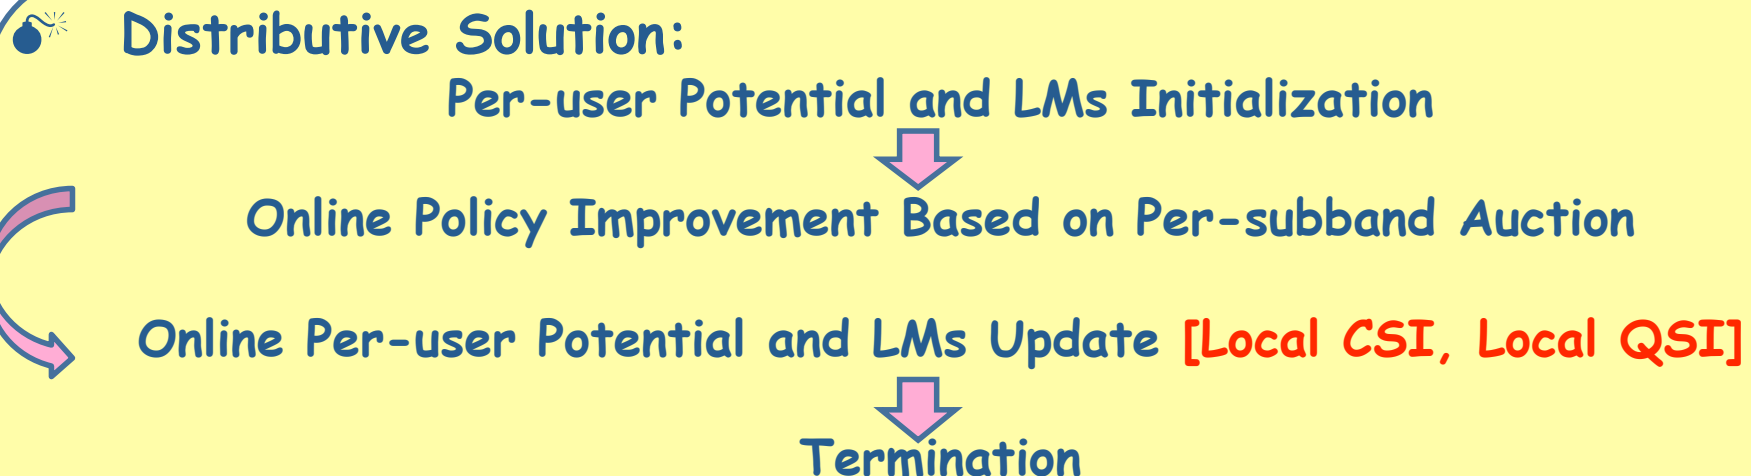 Distributive Solution:
Per-user Potential and LMs Initialization
Online Policy Improvement Based on Per-subband Auction
Online Per-user Potential and LMs Update [Local CSI, Local QSI]
Termination